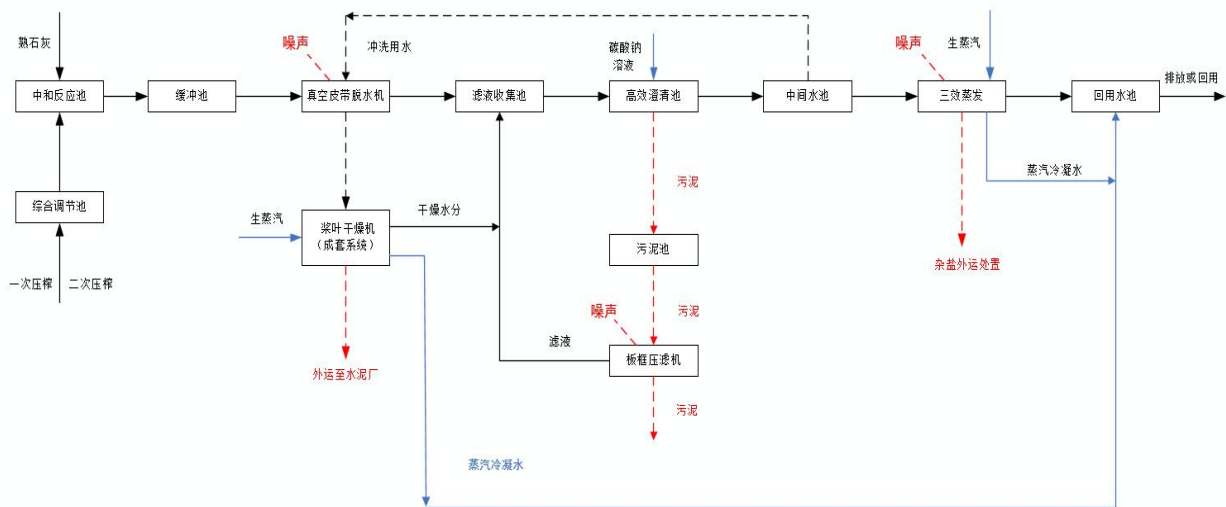 熟石灰
噪声
冲洗用水
碳酸钠
溶液
噪声
生蒸汽
排放或回用
中和反应池
缓冲池
真空皮带脱水机
滤液收集池
高效澄清池
中间水池
三效蒸发
回用水池
综合调节池
生蒸汽
桨叶干燥机
(成套系统)
干燥水分
污泥
蒸汽冷凝水
污泥池
杂盐外运处置
一次压榨
二次压榨
噪声
污泥
滤液
板框压滤机
外运至水泥厂
污泥
蒸汽冷凝水